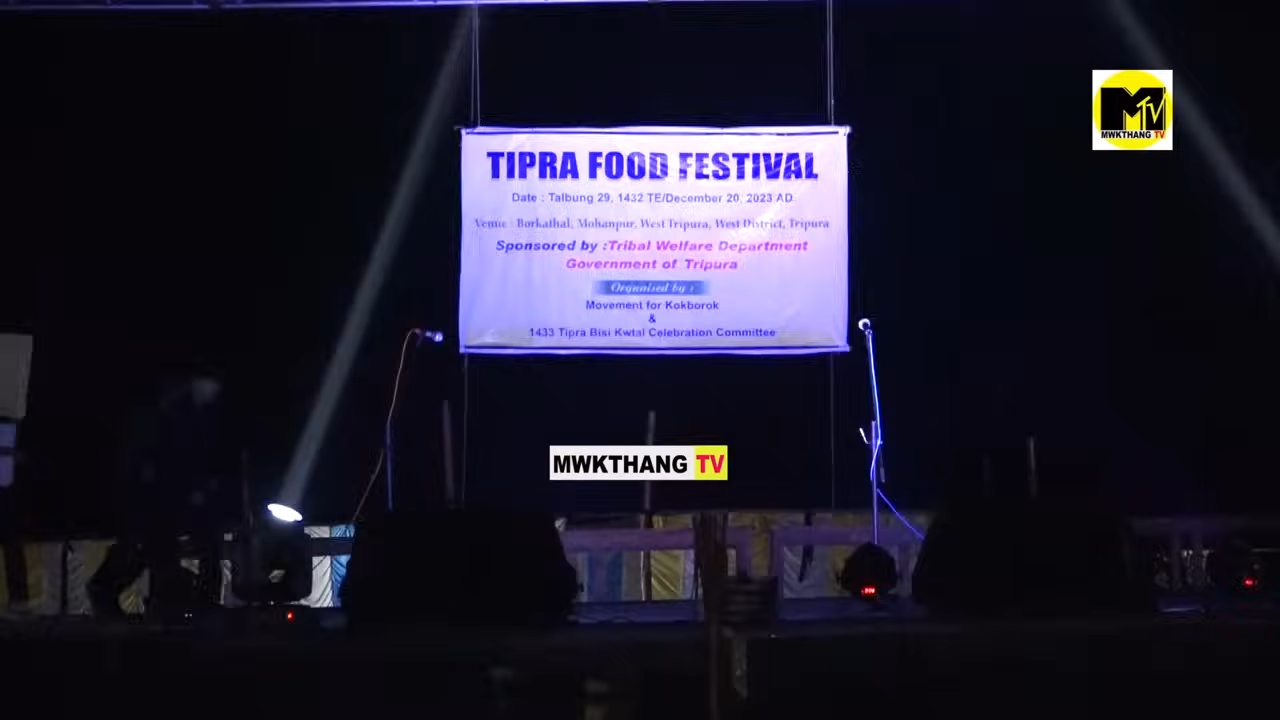 TIPRA FOOD FESTIVAL
Date : Talbung 29, 1432 TE/December 20, 2023 AD
Venue : Borkathal, Mohanpur, West Tripura, West District, Tripura
Sponsored by :Tribal Welfare Department
Government of Tripura
Organised by :
Movement for Kokborok
&
1433 Tipra Bisi Kwtal Celebration Committee
MTV
MWKTHANG TV
MWKTHANG TV